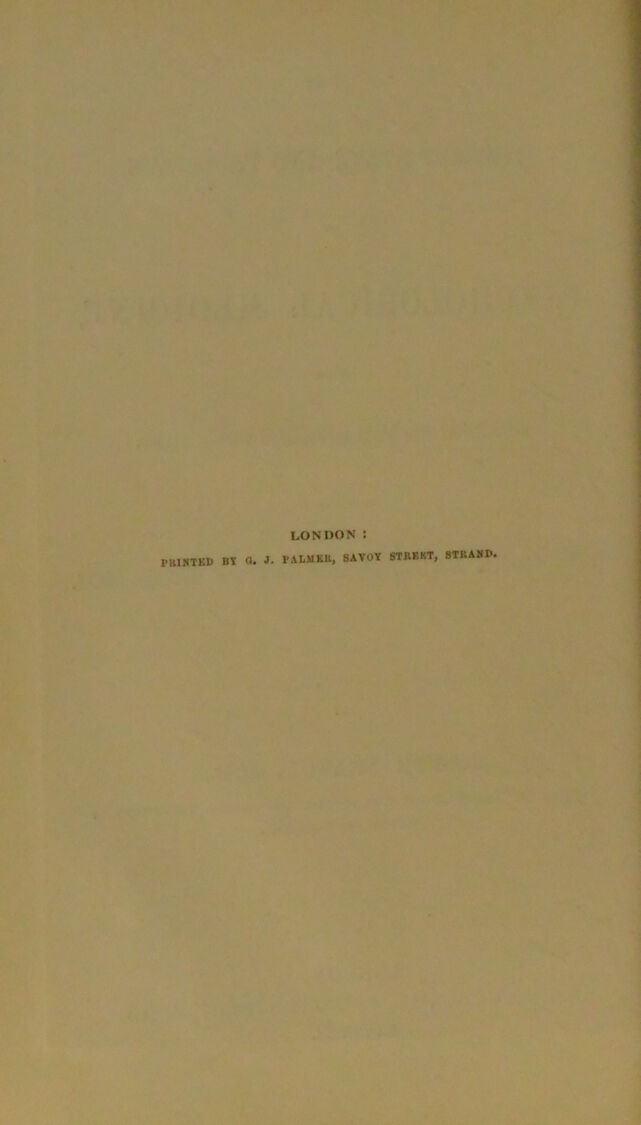 LONDON :
PRINTED BY G. J. PALMER, SAVOY STREET, STRAND.